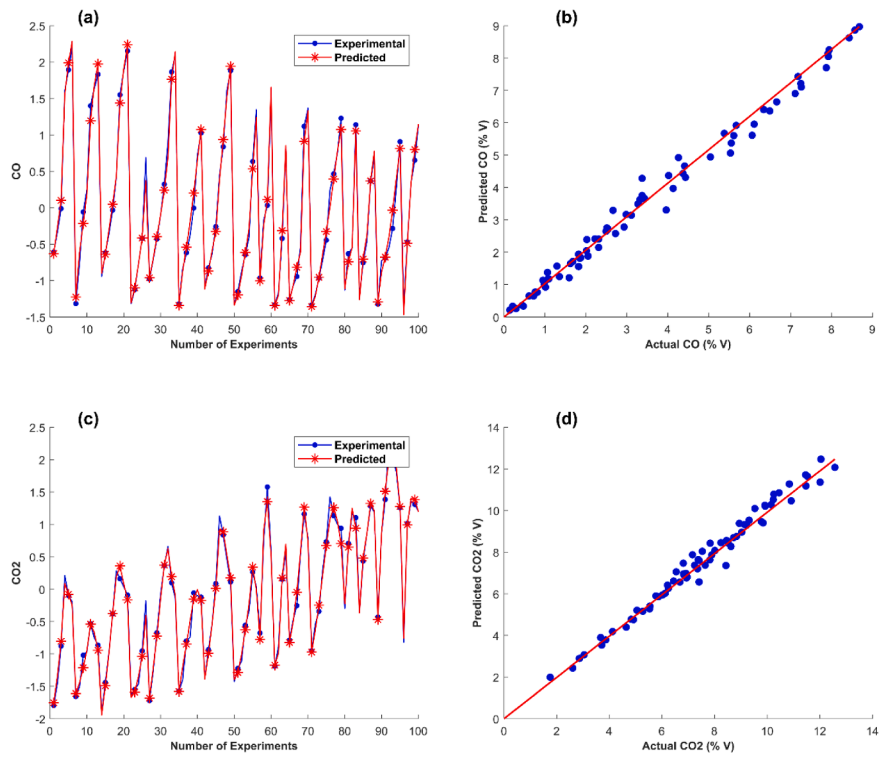 (a)
2.5
2
1.5
1
0.5
0
-0.5
-1
-1.5
CO
0 10 20 30 40 50 60 70 80 90 100
Number of Experiments
Experimental
Predicted
(b)
9
8
7
6
5
4
3
2
1
0
Predicted CO (% V)
0 1 2 3 4 5 6 7 8 9
Actual CO (% V)
(c)
2.5
2
1.5
1
0.5
0
-0.5
-1
-1.5
-2
CO2
0 10 20 30 40 50 60 70 80 90 100
Number of Experiments
Experimental
Predicted
(d)
14
12
10
8
6
4
2
0
Predicted CO2 (% V)
0 2 4 6 8 10 12 14
Actual CO2 (% V)